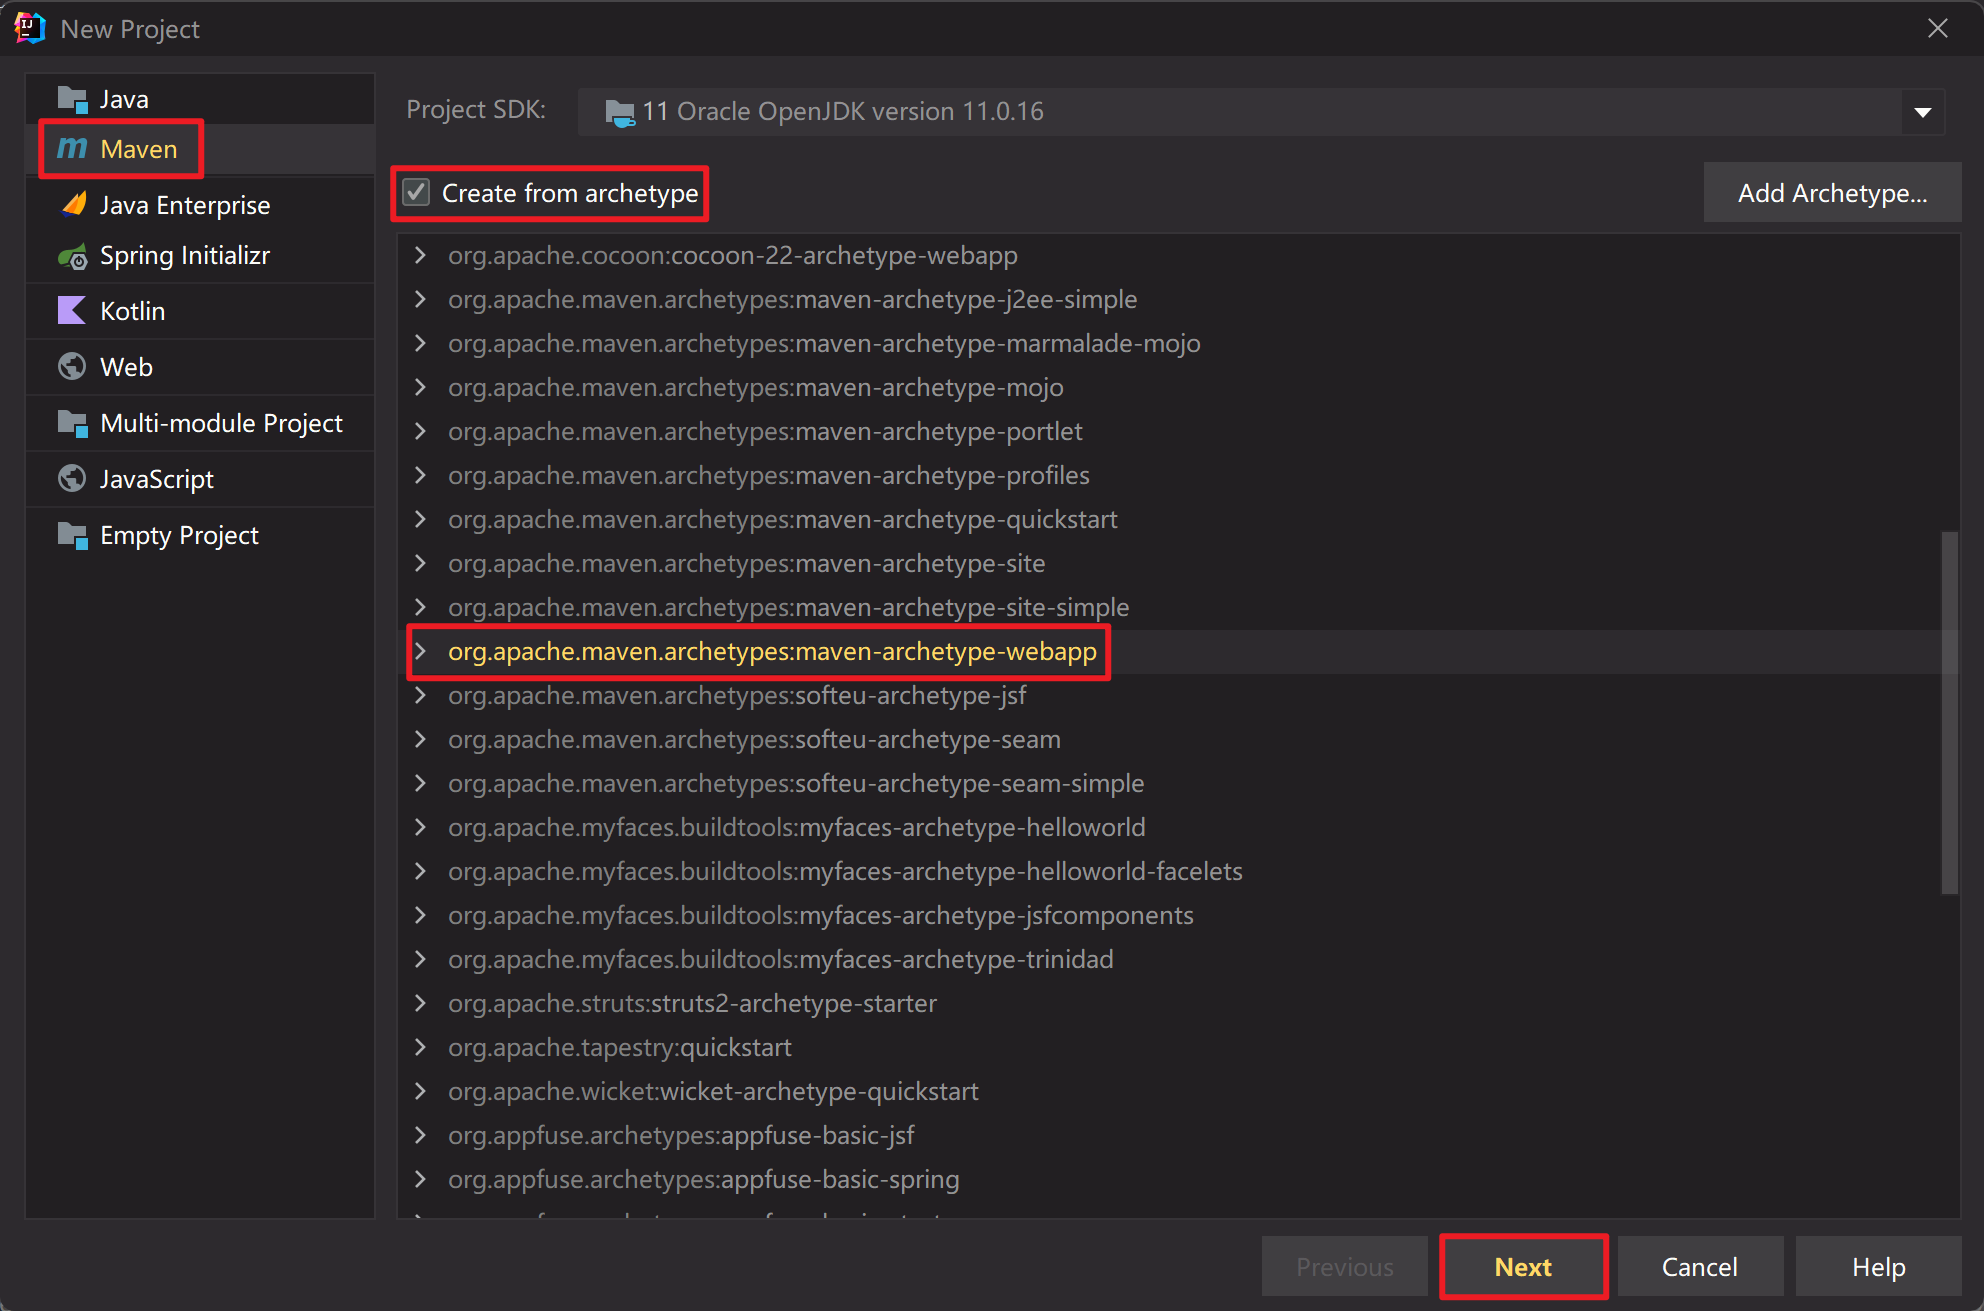 New Project
Java
Maven
Java Enterprise
Spring Initializr
Kotlin
Web
Multi-module Project
JavaScript
Empty Project
Project SDK: 11 Oracle OpenJDK version 11.0.16
Create from archetype
Add Archetype...
org.apache.cocoon:cocoon-22-archetype-webapp
org.apache.maven.archetypes:maven-archetype-j2ee-simple
org.apache.maven.archetypes:maven-archetype-marmalade-mojo
org.apache.maven.archetypes:maven-archetype-mojo
org.apache.maven.archetypes:maven-archetype-portlet
org.apache.maven.archetypes:maven-archetype-profiles
org.apache.maven.archetypes:maven-archetype-quickstart
org.apache.maven.archetypes:maven-archetype-site
org.apache.maven.archetypes:maven-archetype-site-simple
org.apache.maven.archetypes:maven-archetype-webapp
org.apache.maven.archetypes:softeu-archetype-jsf
org.apache.maven.archetypes:softeu-archetype-seam
org.apache.maven.archetypes:softeu-archetype-seam-simple
org.apache.myfaces.buildtools:myfaces-archetype-helloworld
org.apache.myfaces.buildtools:myfaces-archetype-helloworld-facelets
org.apache.myfaces.buildtools:myfaces-archetype-jsfcomponents
org.apache.myfaces.buildtools:myfaces-archetype-trinidad
org.apache.struts:struts2-archetype-starter
org.apache.tapestry:quickstart
org.apache.wicket:wicket-archetype-quickstart
org.appfuse.archetypes:appfuse-basic-jsf
org.appfuse.archetypes:appfuse-basic-spring
Previous
Next
Cancel
Help